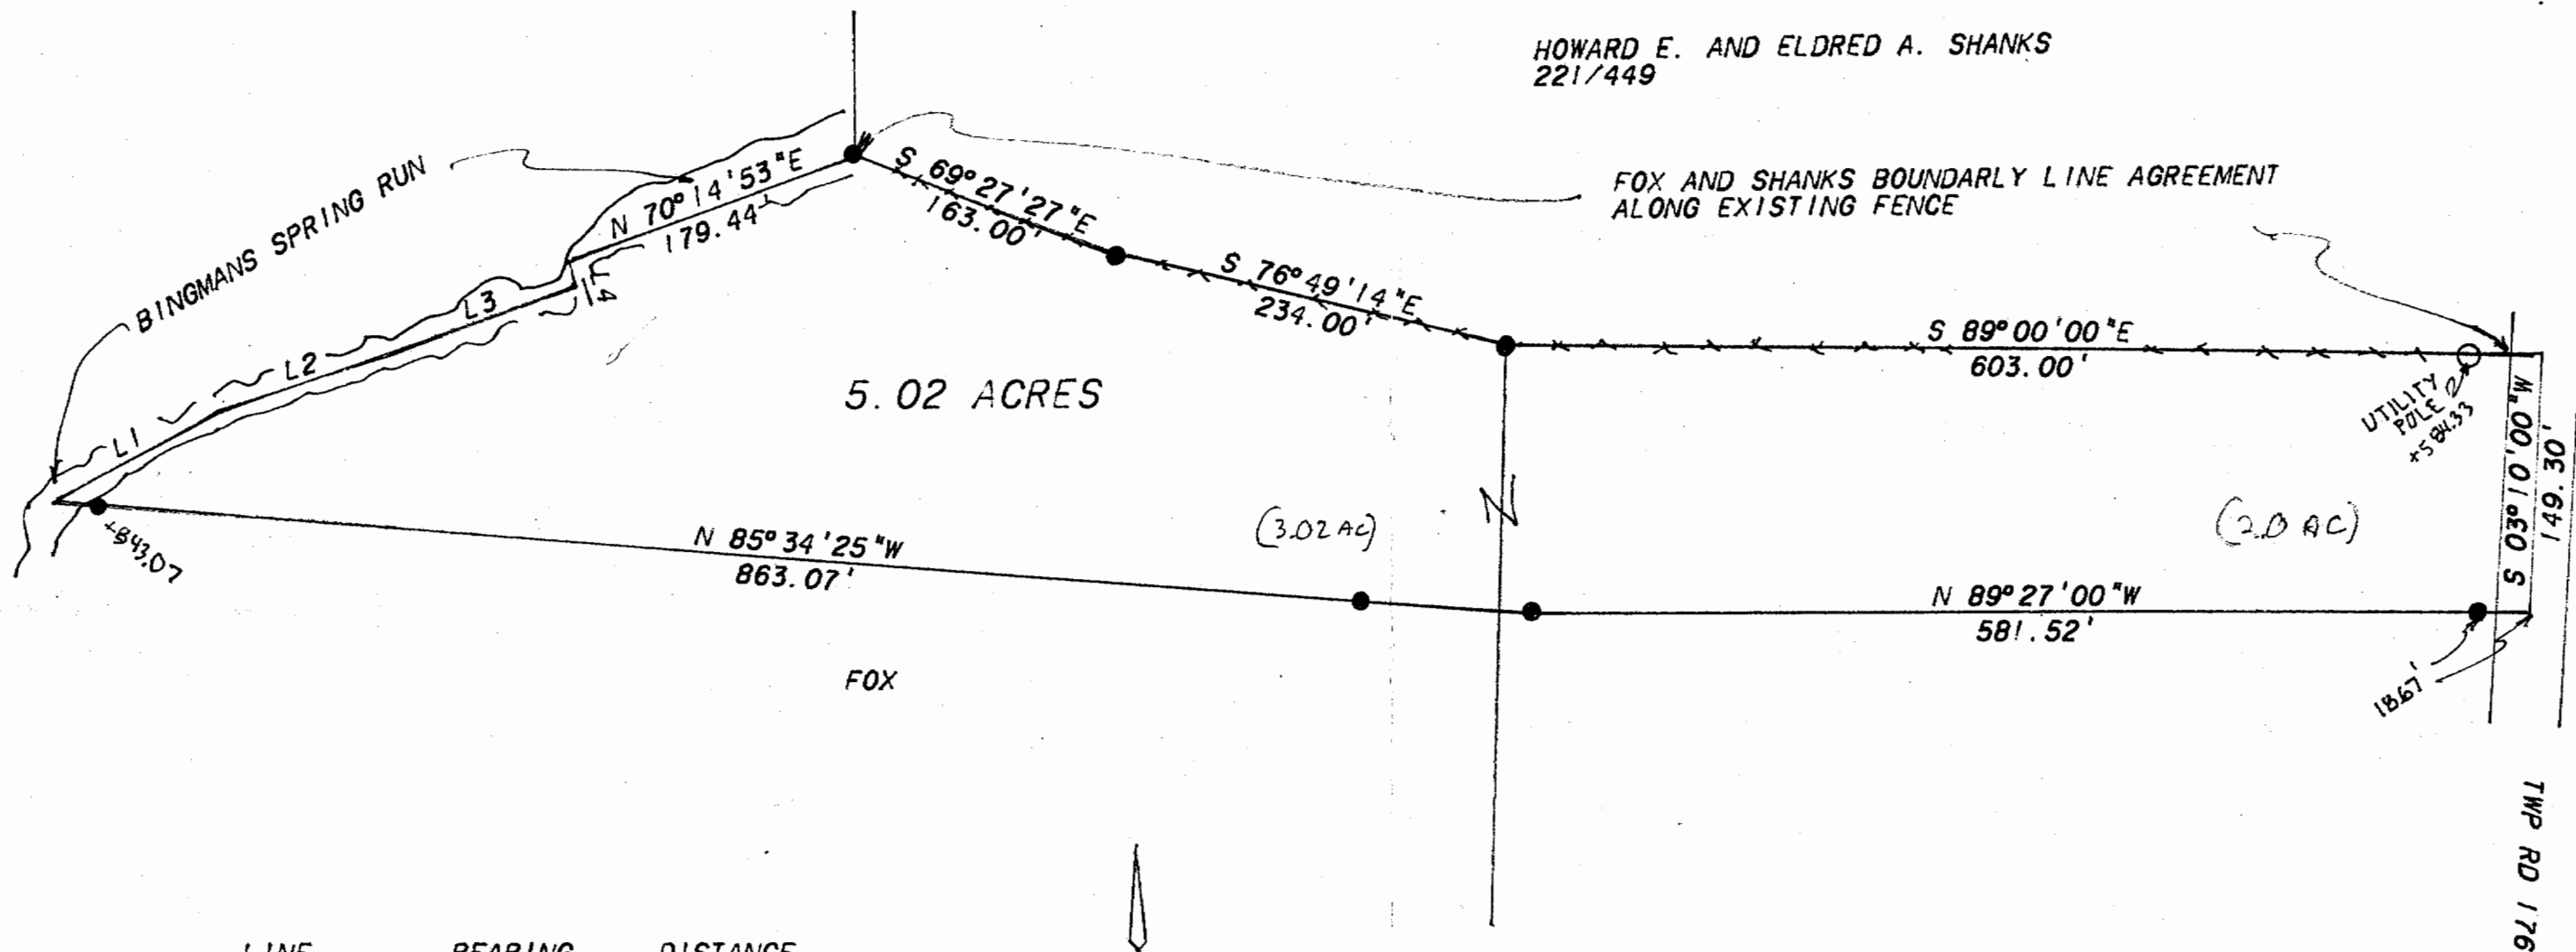 HOWARD E. AND ELDRED A. SHANKS
221/449
BINGMANS SPRING RUN
N 70°14'53"E
179.44'
S 69°27'27"E
163.00'
FOX AND SHANKS BOUNDARLY LINE AGREEMENT
ALONG EXISTING FENCE
S 76°49'14"E
234.00'
S 89°00'00"E
603.00'
L1
L2
L3
L4
5.02 ACRES
UTILITY
POLE
+584.33
S 03°10'00"W
149.30'
+843.07
N 85°34'25"W
863.07'
(3.02 AC)
N
(2.0 AC)
N 89°27'00"W
581.52'
18.67'
FOX
TWP RD 176
LINE BEARING DISTANCE